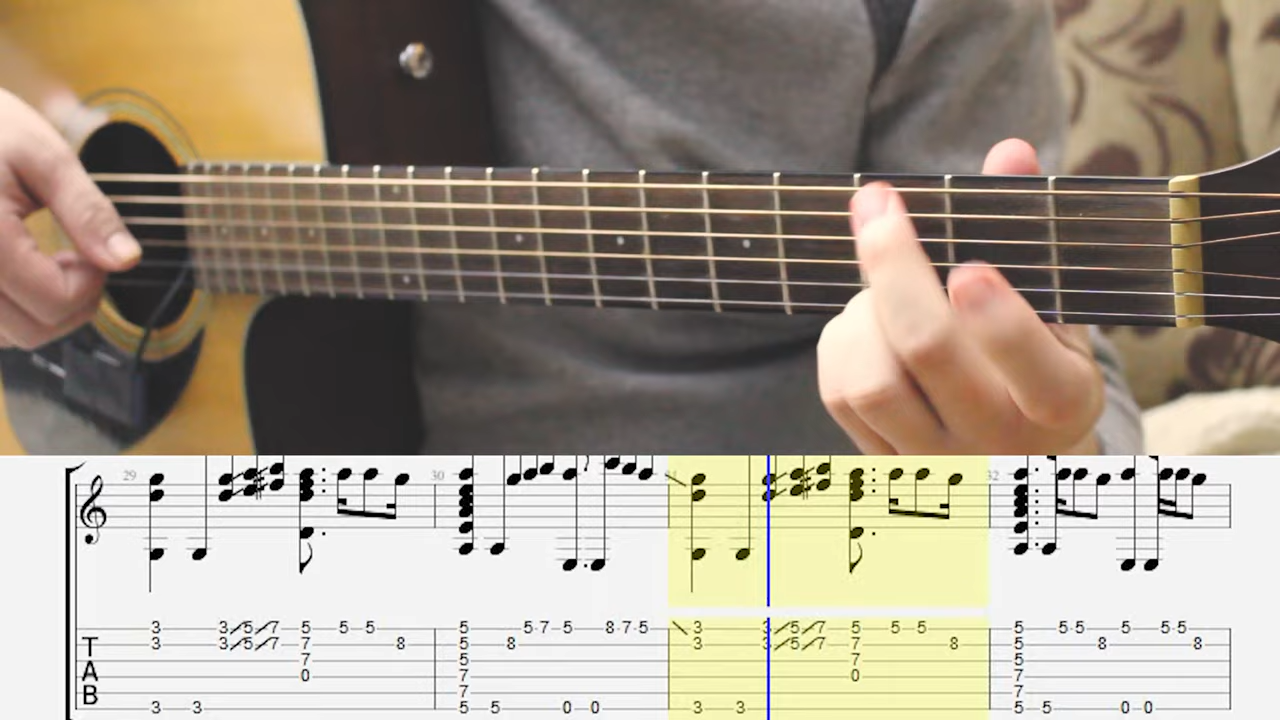 29 30 32
3 3 5 7 5 5 5 5 5 7 5 8 7 5 3 3 5 7 5 5 5 5 5 5 5 5 5
T 3 3 5 7 7 8 5 8 3 3 5 7 7 8 5 8 8
7 5 7 5
A 0 7 0 7
B 7 7
3 3 5 5 0 0 3 3 5 5 0 0